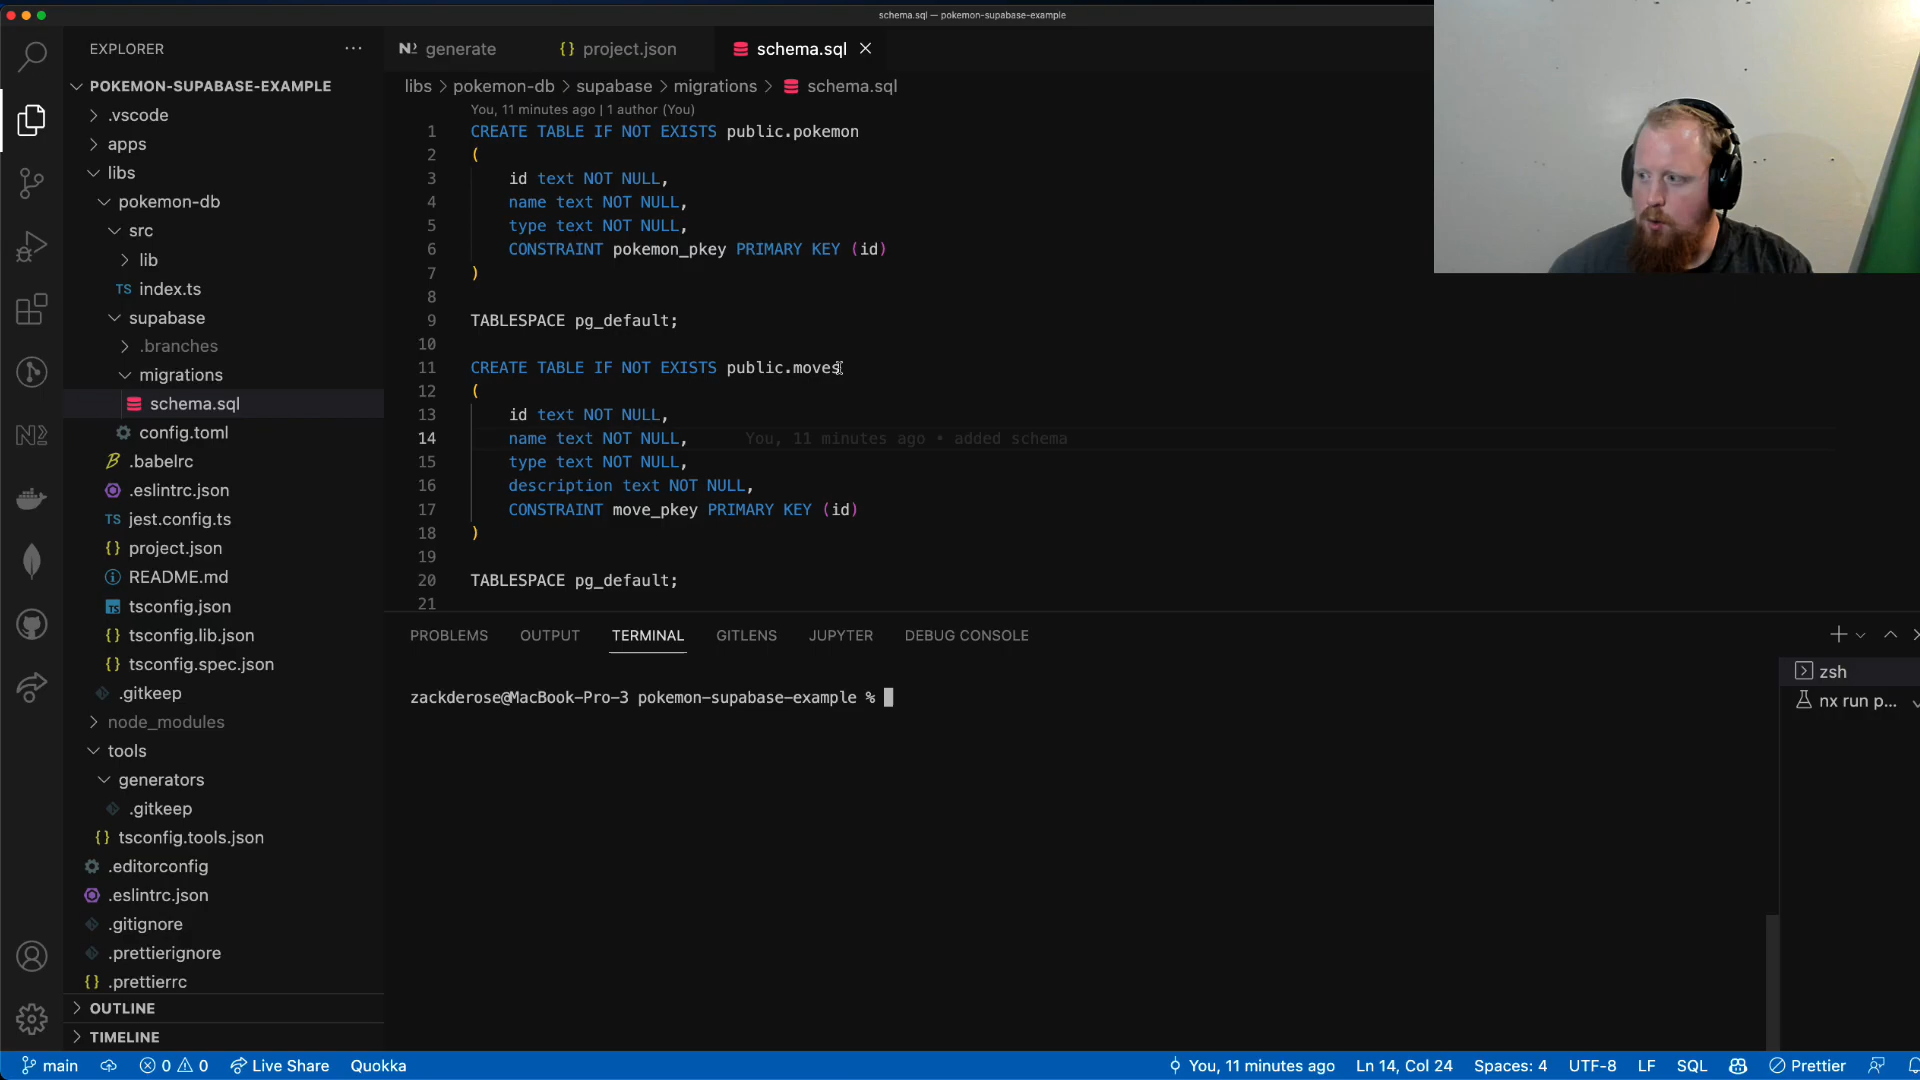 schema.sql — pokemon-supabase-example
EXPLORER
POKEMON-SUPABASE-EXAMPLE
.vscode
apps
libs
pokemon-db
src
lib
TS index.ts
supabase
.branches
migrations
schema.sql
config.toml
.babelrc
.eslintrc.json
TS jest.config.ts
{} project.json
README.md
TS tsconfig.json
{} tsconfig.lib.json
{} tsconfig.spec.json
.gitkeep
node_modules
tools
generators
.gitkeep
{} tsconfig.tools.json
.editorconfig
.eslintrc.json
.gitignore
.prettierignore
{} .prettierrc
OUTLINE
TIMELINE
generate
{} project.json
schema.sql
libs > pokemon-db > supabase > migrations > schema.sql
You, 11 minutes ago | 1 author (You)
1 CREATE TABLE IF NOT EXISTS public.pokemon
2 (
3 id text NOT NULL,
4 name text NOT NULL,
5 type text NOT NULL,
6 CONSTRAINT pokemon_pkey PRIMARY KEY (id)
7 )
8
9 TABLESPACE pg_default;
10
11 CREATE TABLE IF NOT EXISTS public.moves
12 (
13 id text NOT NULL,
14 name text NOT NULL, You, 11 minutes ago • added schema
15 type text NOT NULL,
16 description text NOT NULL,
17 CONSTRAINT move_pkey PRIMARY KEY (id)
18 )
19
20 TABLESPACE pg_default;
21
PROBLEMS OUTPUT TERMINAL GITLENS JUPYTER DEBUG CONSOLE
zackderose@MacBook-Pro-3 pokemon-supabase-example %
zsh
nx run p...
main 0 0 Live Share Quokka You, 11 minutes ago Ln 14, Col 24 Spaces: 4 UTF-8 LF SQL Prettier